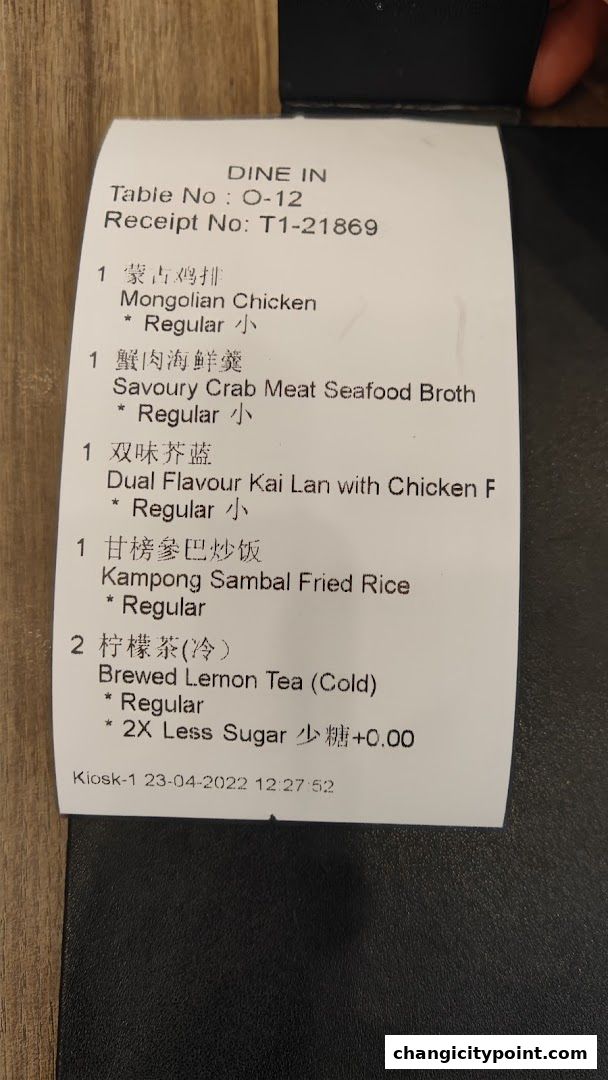 DINE IN
Table No : O-12
Receipt No: T1-21869
1 蒙古鸡排
Mongolian Chicken
* Regular 小
1 蟹肉海鲜羹
Savoury Crab Meat Seafood Broth
* Regular 小
1 双味芥蓝
Dual Flavour Kai Lan with Chicken F
* Regular 小
1 甘榜参巴炒饭
Kampong Sambal Fried Rice
* Regular
2 柠檬茶(冷)
Brewed Lemon Tea (Cold)
* Regular
* 2X Less Sugar 少糖+0.00
Kiosk-1 23-04-2022 12:27:52
changicitypoint.com